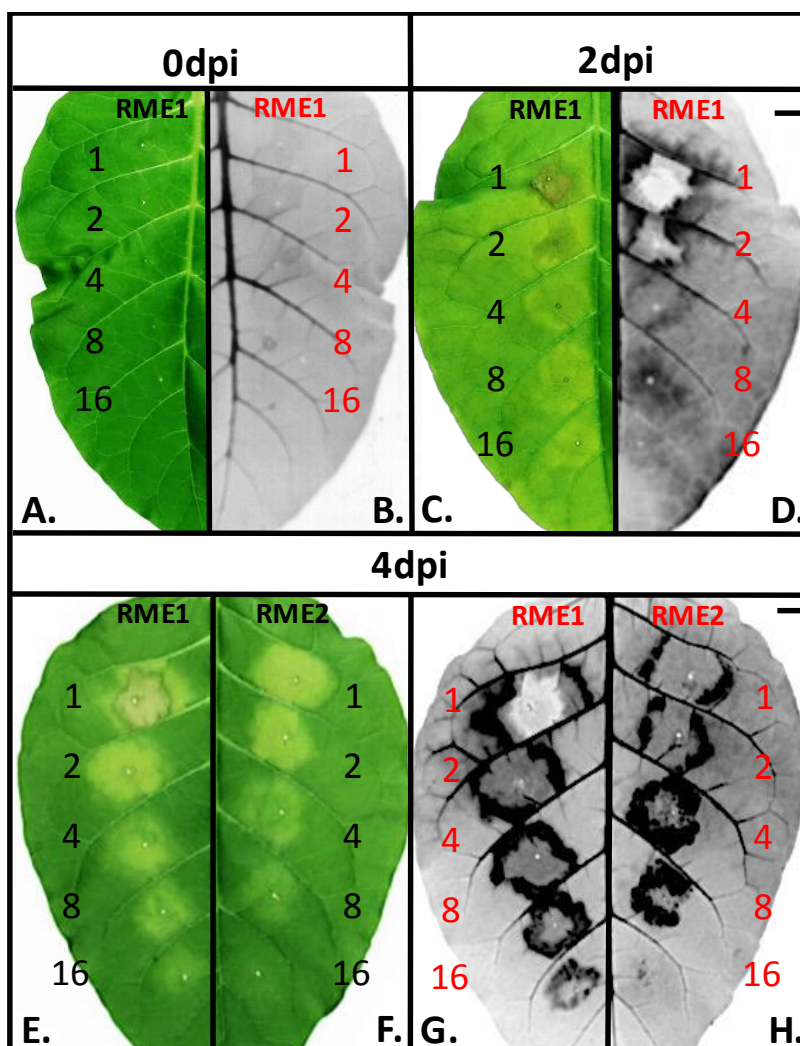 0dpi 2dpi
RME1 RME1 RME1 RME1
1 1 1 1
2 2 2 2
4 4 4 4
8 8 8 8
16 16 16 16
A. B. C. D.
4dpi
RME1 RME2 RME1 RME2
1 1 1 1
2 2 2 2
4 4 4 4
8 8 8 8
16 16 16 16
E. F. G. H.